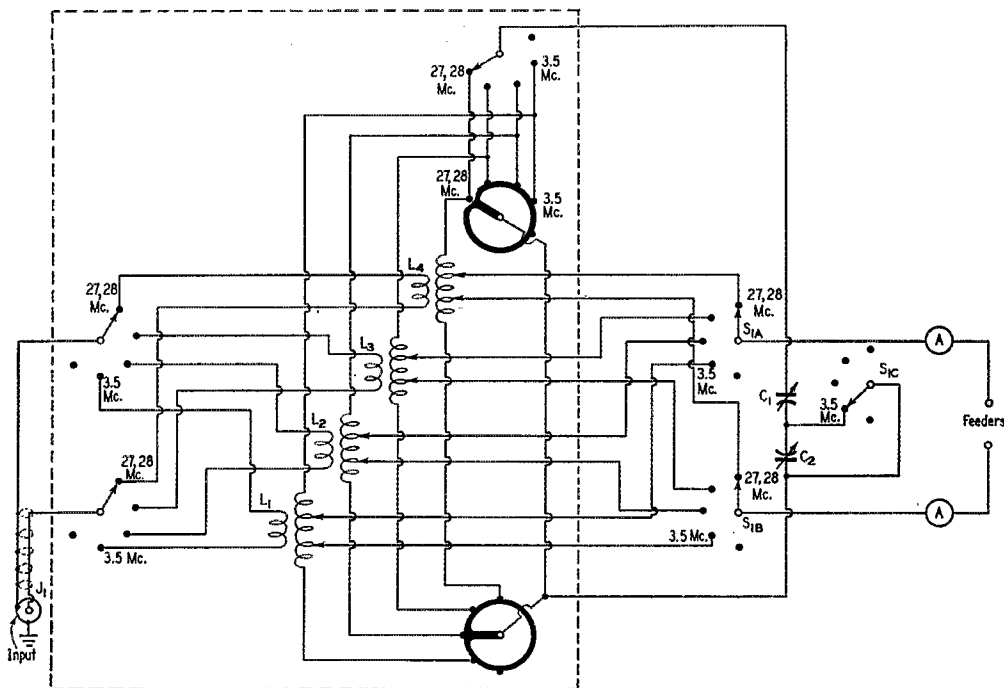 27, 28
Mc.
3.5
Mc.
27, 28
Mc.
3.5
Mc.
27, 28
Mc.
L4
27, 28
Mc.
S1A
A
L3
3.5
Mc.
3.5
Mc.
C1
S1C
3.5
Mc.
Feeders
L2
C2
27, 28
Mc.
27, 28
Mc.
L1
S1B
A
3.5 Mc.
3.5 Mc.
J1
Input